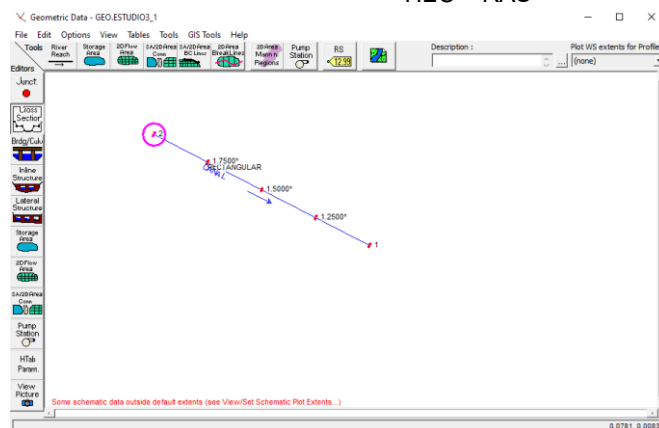 HEC - RAS
Geometric Data - GEO.ESTUDIO3_1
File Edit Options View Tables Tools GIS Tools Help
Tools
Editors
River Reach
Storage Area
2D Flow Area
SA/2D Area Conn
SA/2D Area BC Lines
2D Area BreakLines
2D Area Mann n Regions
Pump Station
RS
12.99
Description :
...
Plot WS extents for Profile
(none)
Junct.
Cross Section
Brdg/Culv
Inline Structure
Lateral Structure
Storage Area
2D Flow Area
SA/2D Area Conn
Pump Station
HTab Param.
View Picture
2
1.7500*
RECTANGULAR
1.5000*
1.2500*
1
Some schematic data outside default extents (see View/Set Schematic Plot Extents...)
0.0781, 0.0083